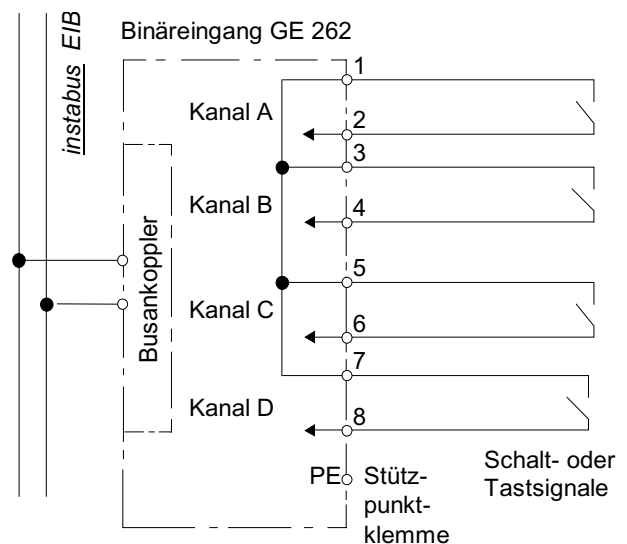 instabus EIB
Binäreingang GE 262
1
Kanal A
2
3
Kanal B
4
5
Busankoppler
Kanal C
6
7
Kanal D
8
PE
Stütz-
punkt-
klemme
Schalt- oder
Tastsignale